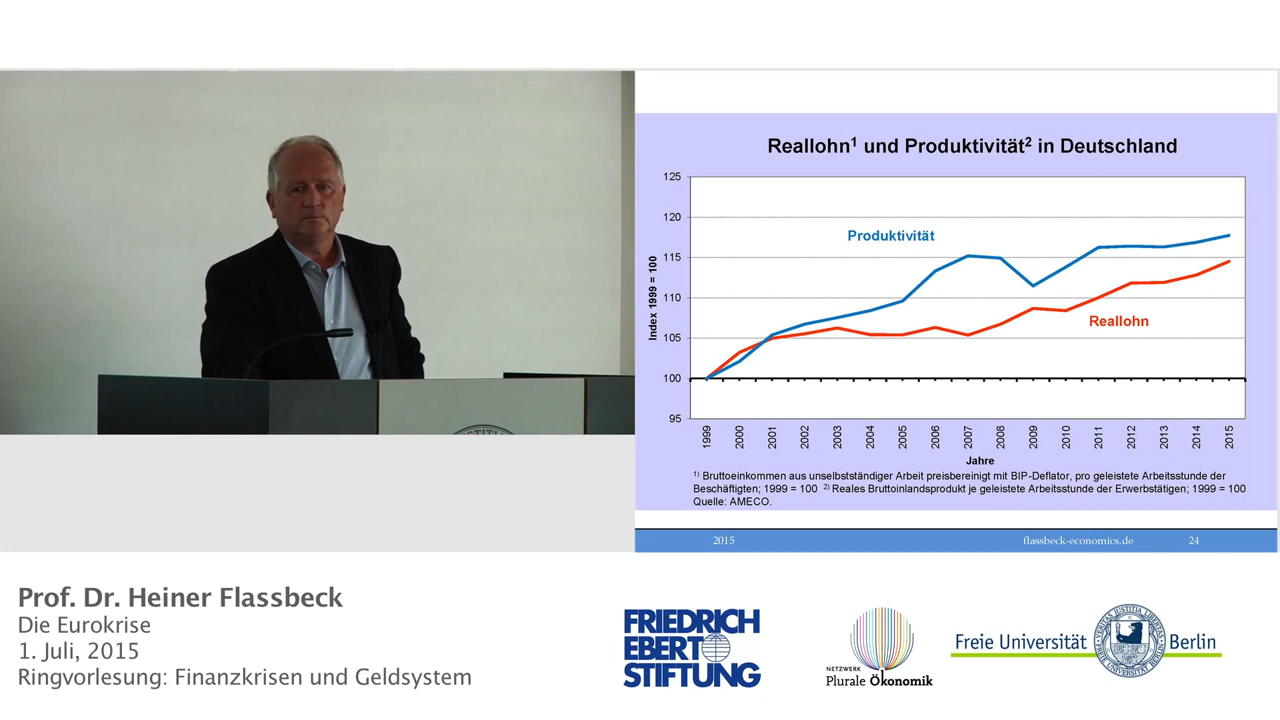 Reallohn¹ und Produktivität² in Deutschland
125
120
115
110
105
100
95
Index 1999 = 100
Produktivität
Reallohn
1999 2000 2001 2002 2003 2004 2005 2006 2007 2008 2009 2010 2011 2012 2013 2014 2015
Jahre
1) Bruttoeinkommen aus unselbstständiger Arbeit preisbereinigt mit BIP-Deflator, pro geleistete Arbeitsstunde der
Beschäftigten; 1999 = 100 2) Reales Bruttoinlandsprodukt je geleistete Arbeitsstunde der Erwerbstätigen; 1999 = 100
Quelle: AMECO.
2015 flassbeck-economics.de 24
Prof. Dr. Heiner Flassbeck
Die Eurokrise
1. Juli, 2015
Ringvorlesung: Finanzkrisen und Geldsystem
FRIEDRICH
EBERT
STIFTUNG
NETZWERK
Plurale Ökonomik
Freie Universität Berlin